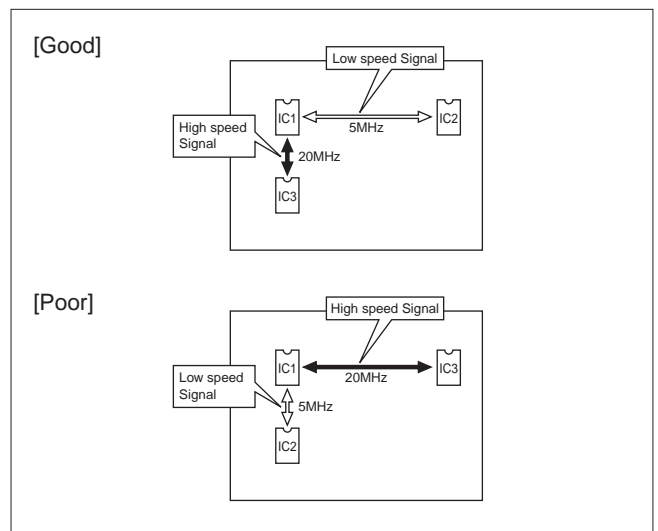 [Good]
Low speed Signal
IC1
IC2
5MHz
High speed
Signal
20MHz
IC3
[Poor]
High speed Signal
IC1
IC3
20MHz
Low speed
Signal
5MHz
IC2